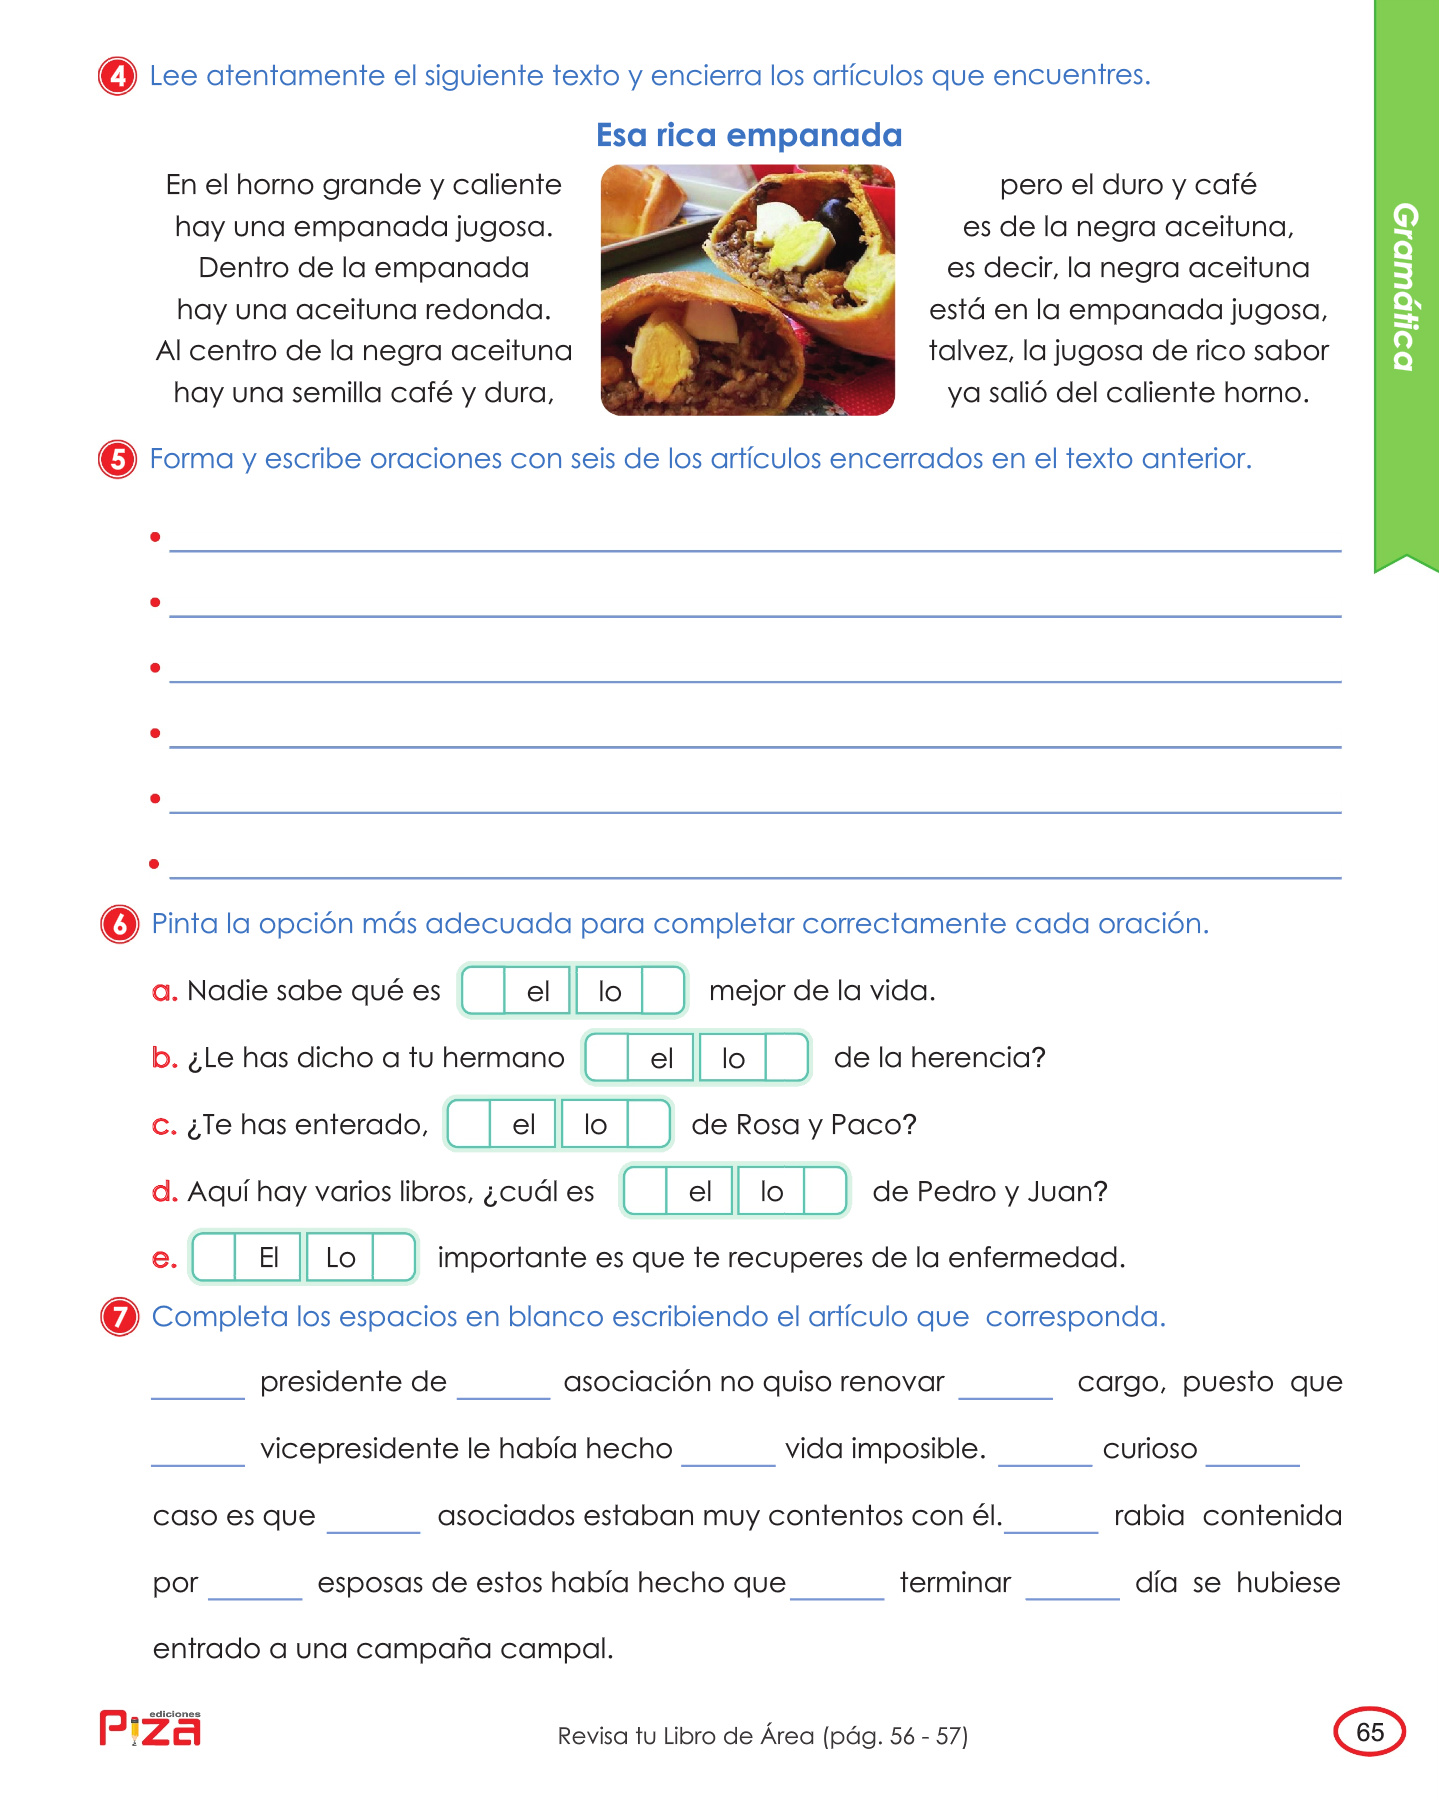 4 Lee atentamente el siguiente texto y encierra los artículos que encuentres.
Esa rica empanada
En el horno grande y caliente
hay una empanada jugosa.
Dentro de la empanada
hay una aceituna redonda.
Al centro de la negra aceituna
hay una semilla café y dura,
pero el duro y café
es de la negra aceituna,
es decir, la negra aceituna
está en la empanada jugosa,
talvez, la jugosa de rico sabor
ya salió del caliente horno.
Gramática
5 Forma y escribe oraciones con seis de los artículos encerrados en el texto anterior.
6 Pinta la opción más adecuada para completar correctamente cada oración.
a. Nadie sabe qué es el lo mejor de la vida.
b. ¿Le has dicho a tu hermano el lo de la herencia?
c. ¿Te has enterado, el lo de Rosa y Paco?
d. Aquí hay varios libros, ¿cuál es el lo de Pedro y Juan?
e. El Lo importante es que te recuperes de la enfermedad.
7 Completa los espacios en blanco escribiendo el artículo que corresponda.
______ presidente de ______ asociación no quiso renovar ______ cargo, puesto que
______ vicepresidente le había hecho ______ vida imposible. ______ curioso ______
caso es que ______ asociados estaban muy contentos con él.______ rabia contenida
por ______ esposas de estos había hecho que______ terminar ______ día se hubiese
entrado a una campaña campal.
ediciones
Piza
Revisa tu Libro de Área (pág. 56 - 57)
65